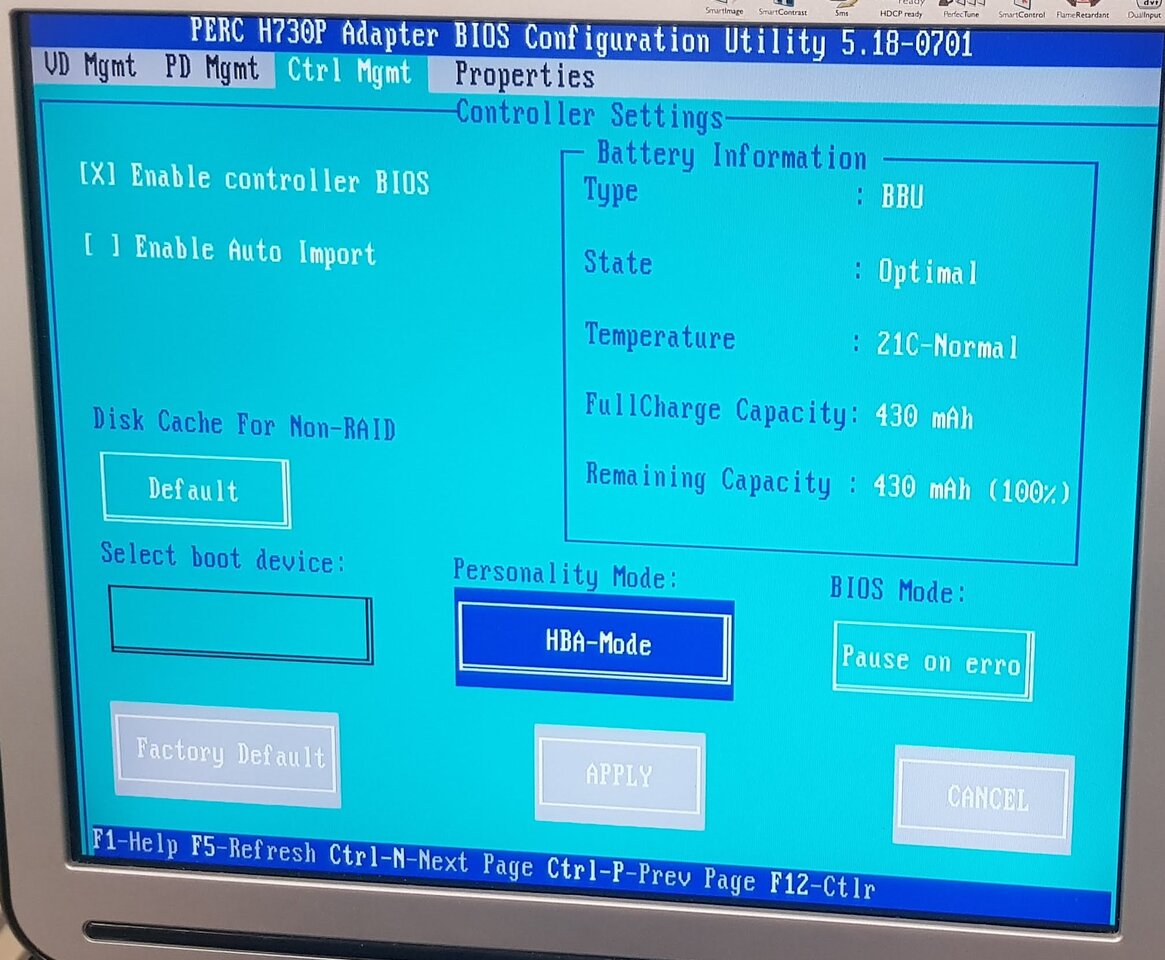 SmartImage SmartContrast Sms HDCP ready PerfecTune SmartControl FlameRetardant DualInput
PERC H730P Adapter BIOS Configuration Utility 5.18-0701
VD Mgmt PD Mgmt Ctrl Mgmt Properties
Controller Settings
[X] Enable controller BIOS
[ ] Enable Auto Import
Battery Information
Type : BBU
State : Optimal
Temperature : 21C-Normal
FullCharge Capacity: 430 mAh
Remaining Capacity : 430 mAh (100%)
Disk Cache For Non-RAID
Default
Select boot device:
Personality Mode:
HBA-Mode
BIOS Mode:
Pause on erro
Factory Default
APPLY
CANCEL
F1-Help F5-Refresh Ctrl-N-Next Page Ctrl-P-Prev Page F12-Ctlr